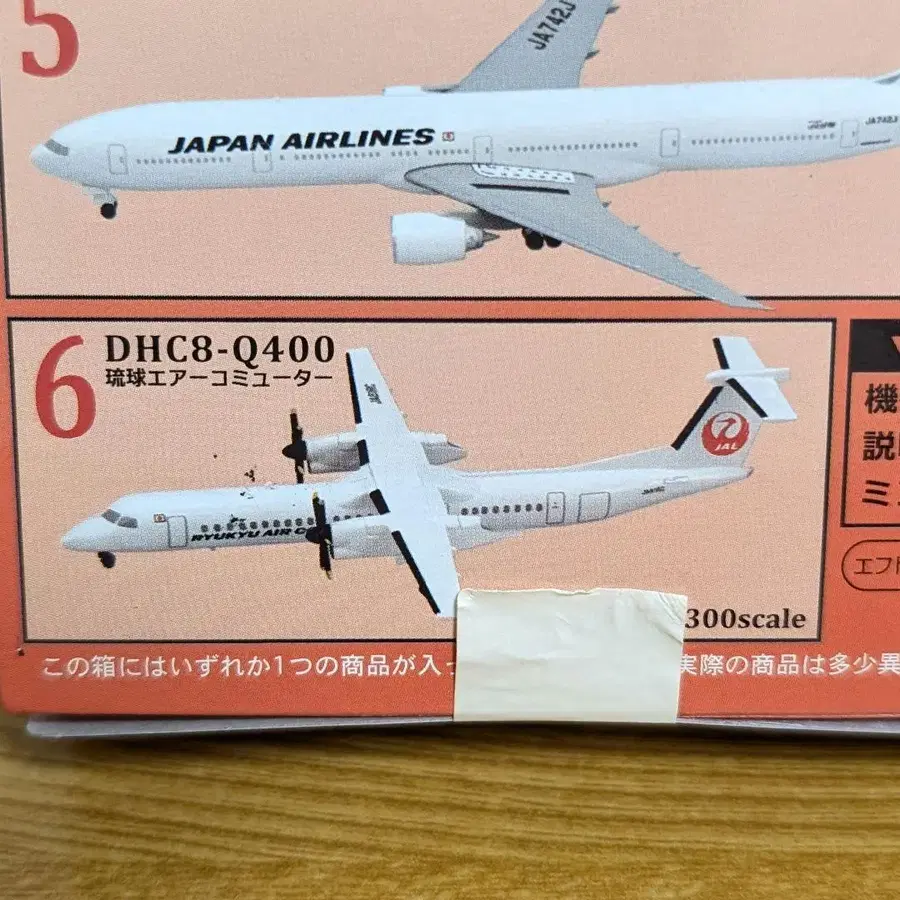 5
JA742J
JAPAN AIRLINES
JA742J
6
DHC8-Q400
琉球エアーコミューター
JAL
RYUKYU AIR C
300scale
機
説
ミ
エフ
この箱にはいずれか1つの商品が入っ
実際の商品は多少異